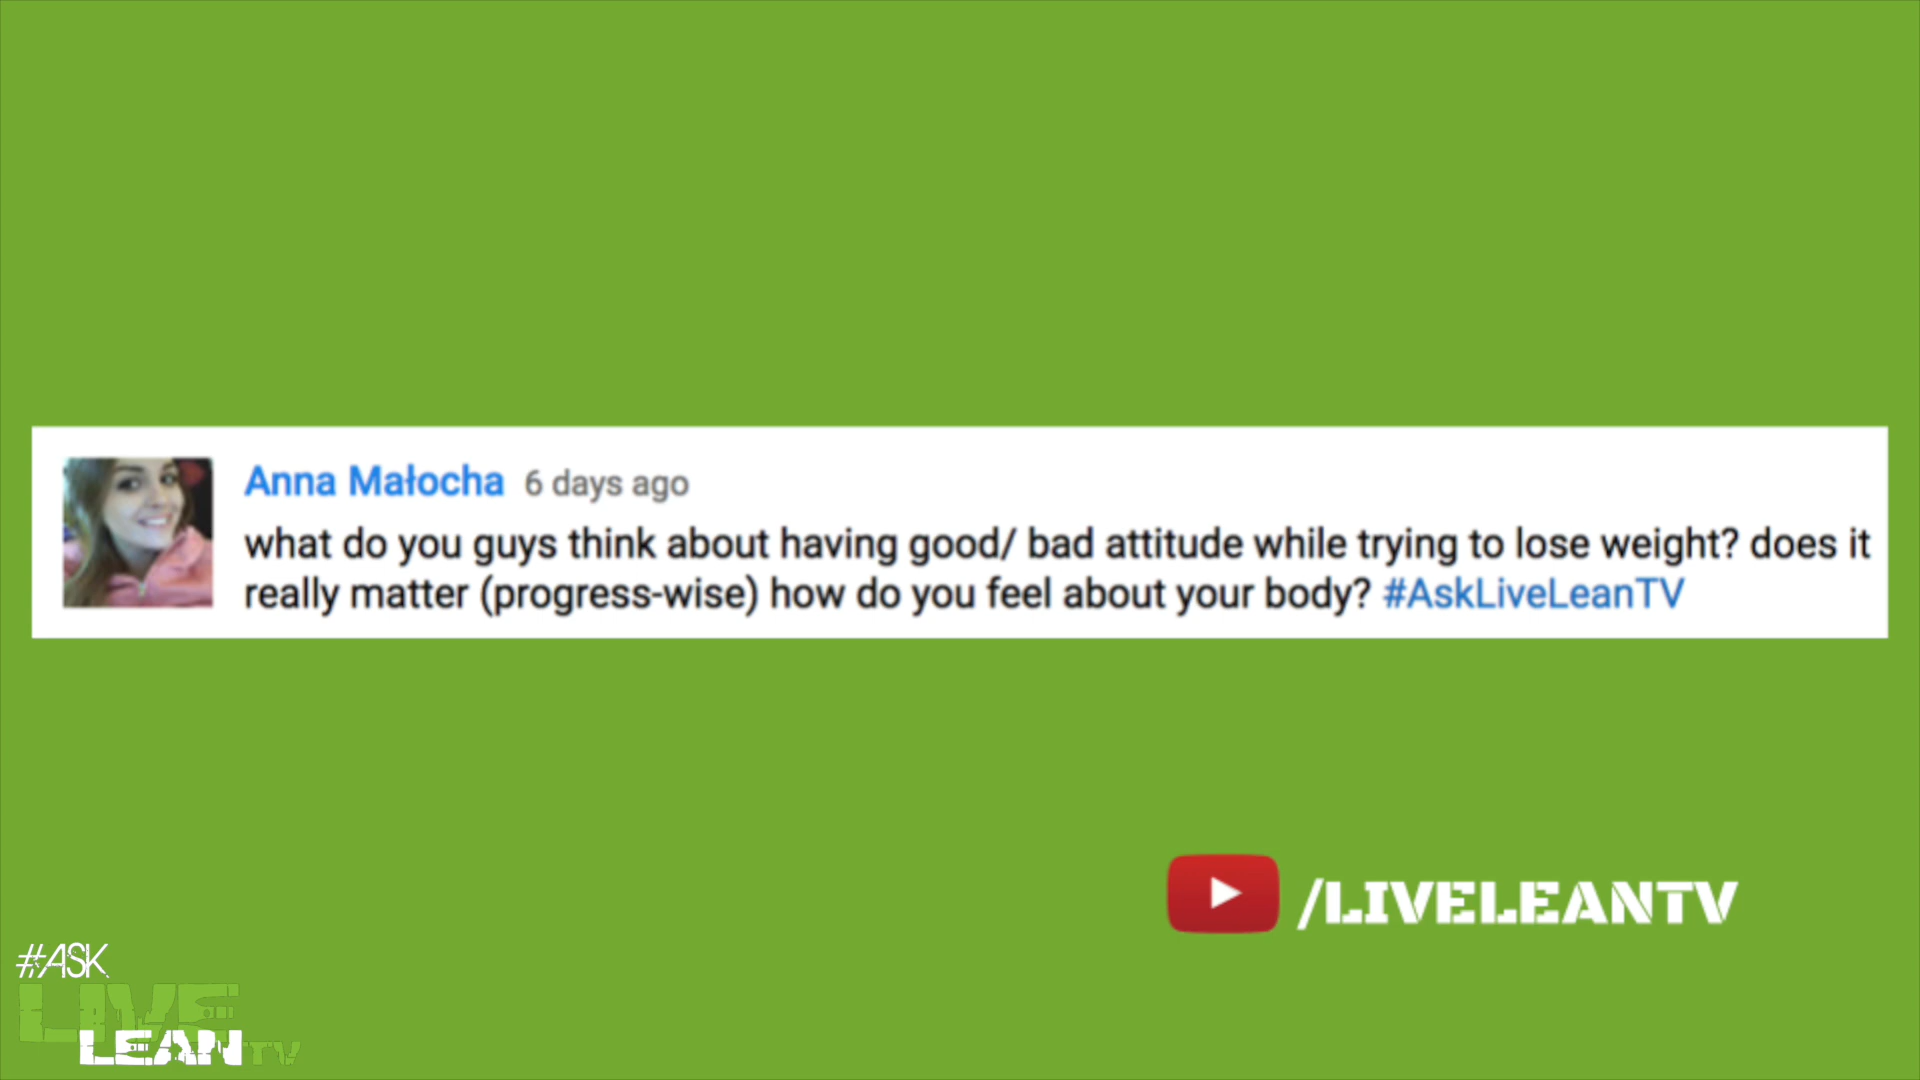 Anna Małocha 6 days ago
what do you guys think about having good/ bad attitude while trying to lose weight? does it
really matter (progress-wise) how do you feel about your body? #AskLiveLeanTV
/LIVELEANTV
#ASK
LIVE
LEAN TV